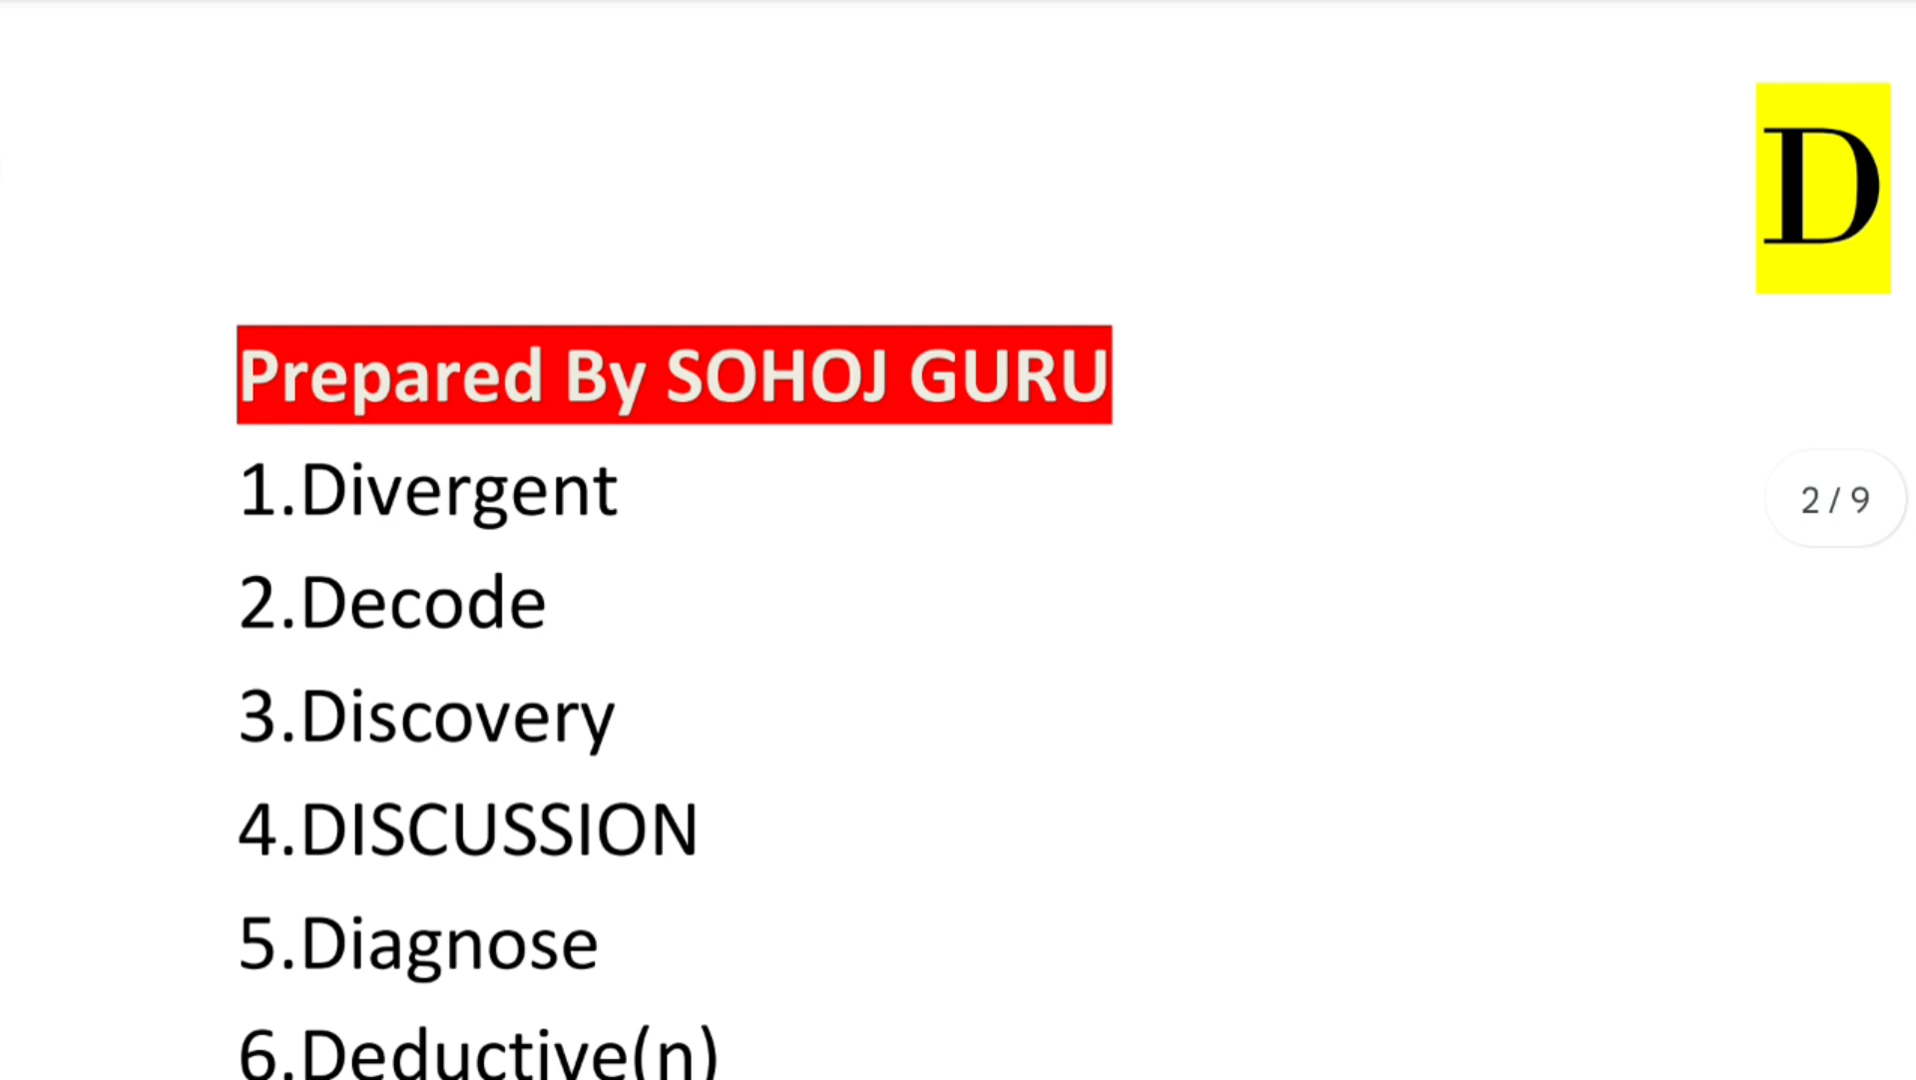 D
Prepared By SOHOJ GURU
1.Divergent
2 / 9
2.Decode
3.Discovery
4.DISCUSSION
5.Diagnose
6.Deductive(n)